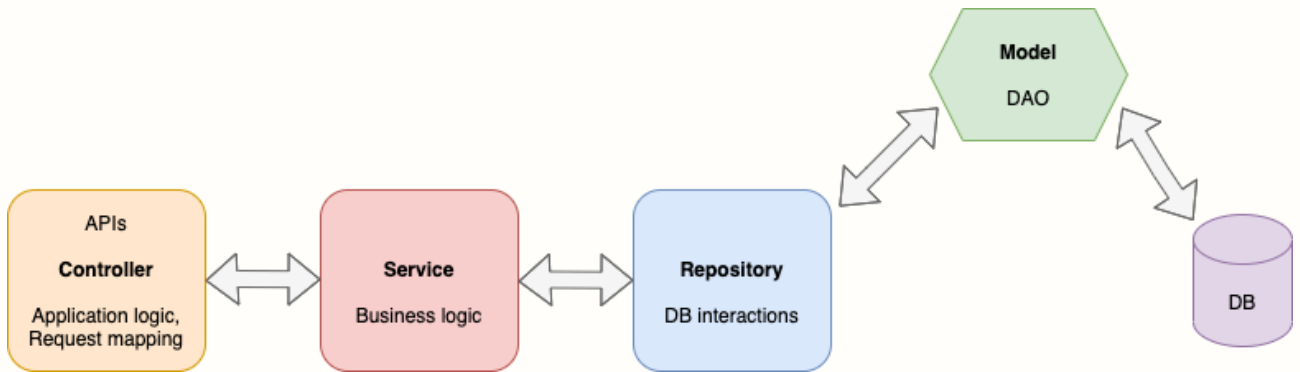 APIs
Controller
Application logic,
Request mapping
Service
Business logic
Repository
DB interactions
Model
DAO
DB